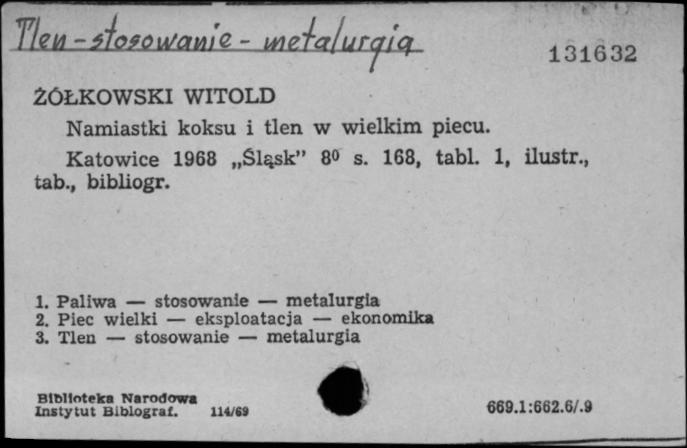 Tlen - stosowanie - metalurgia
131632
ŻÓŁKOWSKI WITOLD
Namiastki koksu i tlen w wielkim piecu.
Katowice 1968 „Śląsk” 8⁰ s. 168, tabl. 1, ilustr.,
tab., bibliogr.
1. Paliwa — stosowanie — metalurgia
2. Piec wielki — eksploatacja — ekonomika
3. Tlen — stosowanie — metalurgia
Biblioteka Narodowa
Instytut Bibliograf. 114/69
669.1:662.6/.9